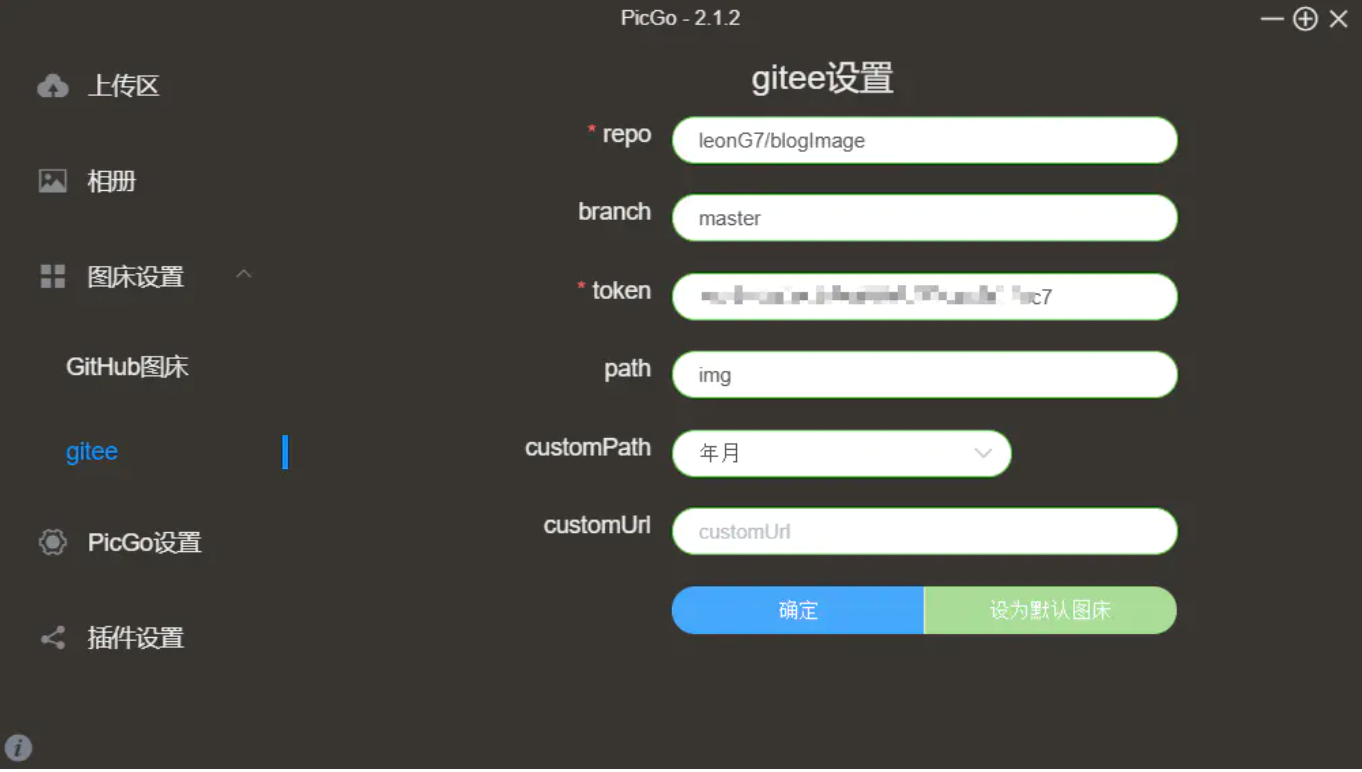 PicGo - 2.1.2
上传区
相册
图床设置
GitHub图床
gitee
PicGo设置
插件设置
gitee设置
* repo
leonG7/blogImage
branch
master
* token
c7
path
img
customPath
年月
customUrl
customUrl
确定
设为默认图床